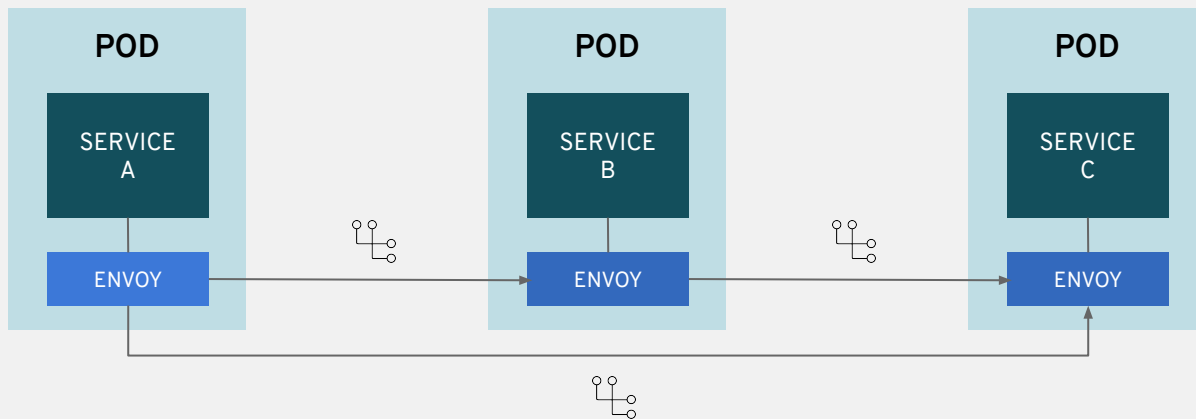 POD
SERVICE
A
ENVOY
POD
SERVICE
B
ENVOY
POD
SERVICE
C
ENVOY